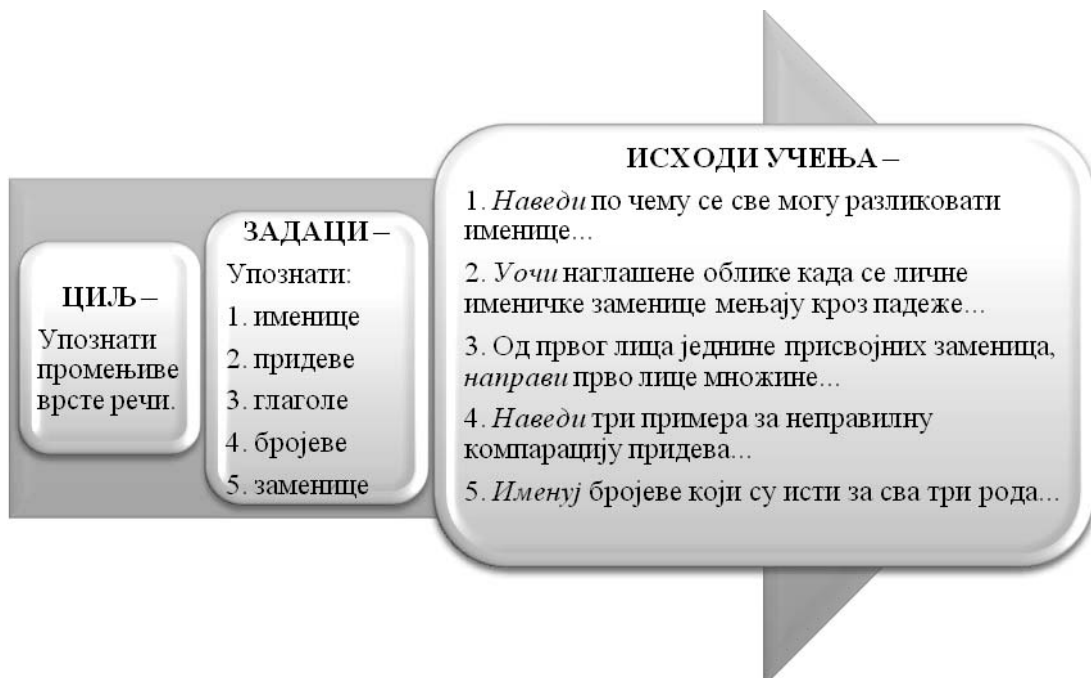 ЦИЉ –
Упознати
промењиве
врсте речи.
ЗАДАЦИ –
Упознати:
1. именице
2. придеве
3. глаголе
4. бројеве
5. заменице
ИСХОДИ УЧЕЊА –
1. Наведи по чему се све могу разликовати
именице...
2. Уочи наглашене облике када се личне
именичке заменице мењају кроз падеже...
3. Од првог лица једнине присвојних заменица,
направи прво лице множине...
4. Наведи три примера за неправилну
компарацију придева...
5. Именуј бројеве који су исти за сва три рода...